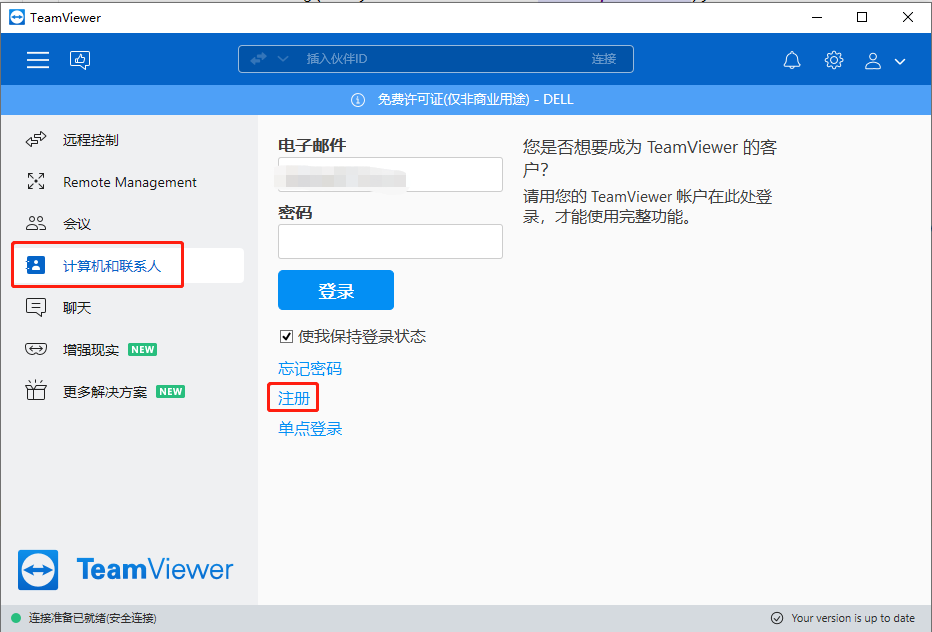 TeamViewer
插入伙伴ID
连接
免费许可证(仅非商业用途) - DELL
远程控制
Remote Management
会议
计算机和联系人
聊天
增强现实 NEW
更多解决方案 NEW
电子邮件
密码
登录
使我保持登录状态
忘记密码
注册
单点登录
您是否想要成为 TeamViewer 的客
户?
请用您的 TeamViewer 帐户在此处登
录，才能使用完整功能。
TeamViewer
连接准备已就绪(安全连接)
Your version is up to date